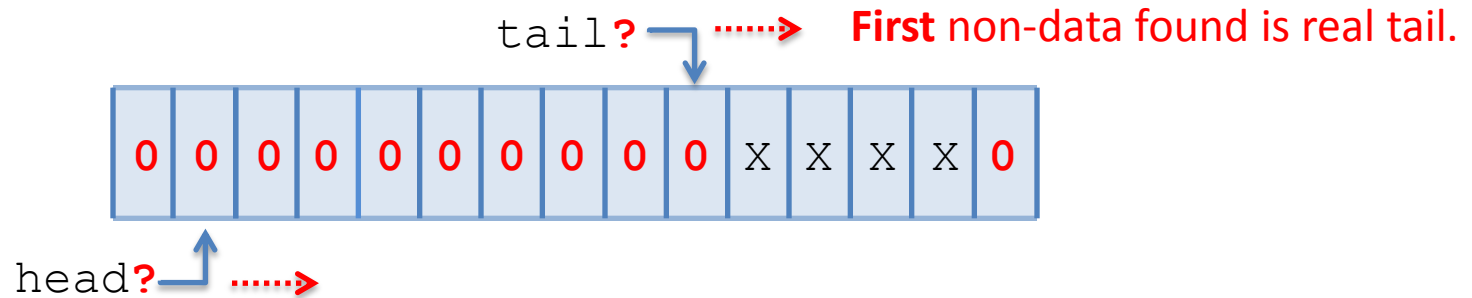 tail? First non-data found is real tail.
0 0 0 0 0 0 0 0 0 0 X X X X 0
head?